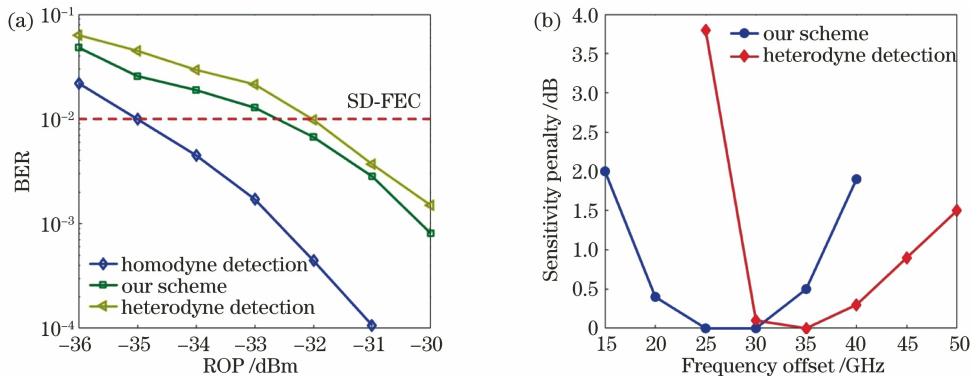 (a)
10⁻¹
10⁻²
10⁻³
10⁻⁴
BER
SD-FEC
homodyne detection
our scheme
heterodyne detection
–36 –35 –34 –33 –32 –31 –30
ROP /dBm
(b)
4.0
3.5
3.0
2.5
2.0
1.5
1.0
0.5
0
Sensitivity penalty /dB
our scheme
heterodyne detection
15 20 25 30 35 40 45 50
Frequency offset /GHz